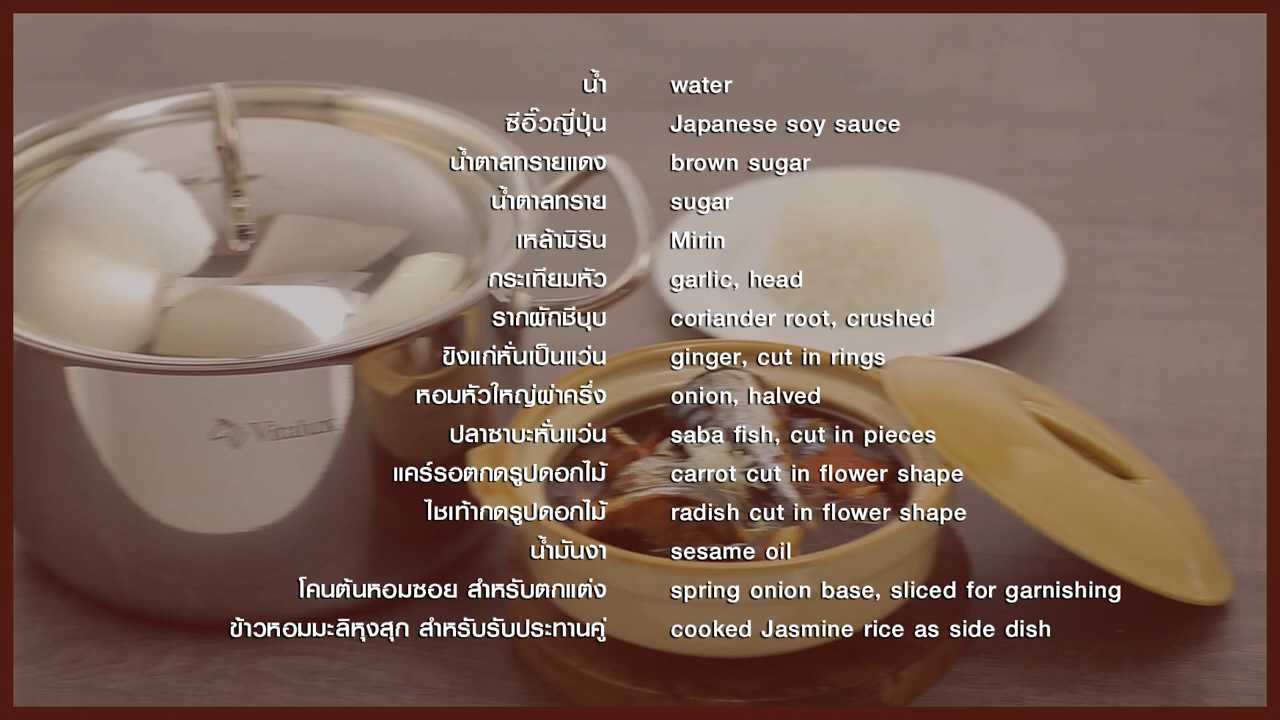 น้ำ water
ซีอิ๊วญี่ปุ่น Japanese soy sauce
น้ำตาลทรายแดง brown sugar
น้ำตาลทราย sugar
เหล้ามิริน Mirin
กระเทียมหัว garlic, head
รากผักชีบุบ coriander root, crushed
ขิงแก่หั่นเป็นแว่น ginger, cut in rings
หอมหัวใหญ่ผ่าครึ่ง onion, halved
ปลาซาบะหั่นแว่น saba fish, cut in pieces
แคร์รอตกดรูปดอกไม้ carrot cut in flower shape
ไชเท้ากดรูปดอกไม้ radish cut in flower shape
น้ำมันงา sesame oil
โคนต้นหอมซอย สำหรับตกแต่ง spring onion base, sliced for garnishing
ข้าวหอมมะลิหุงสุก สำหรับรับประทานคู่ cooked Jasmine rice as side dish